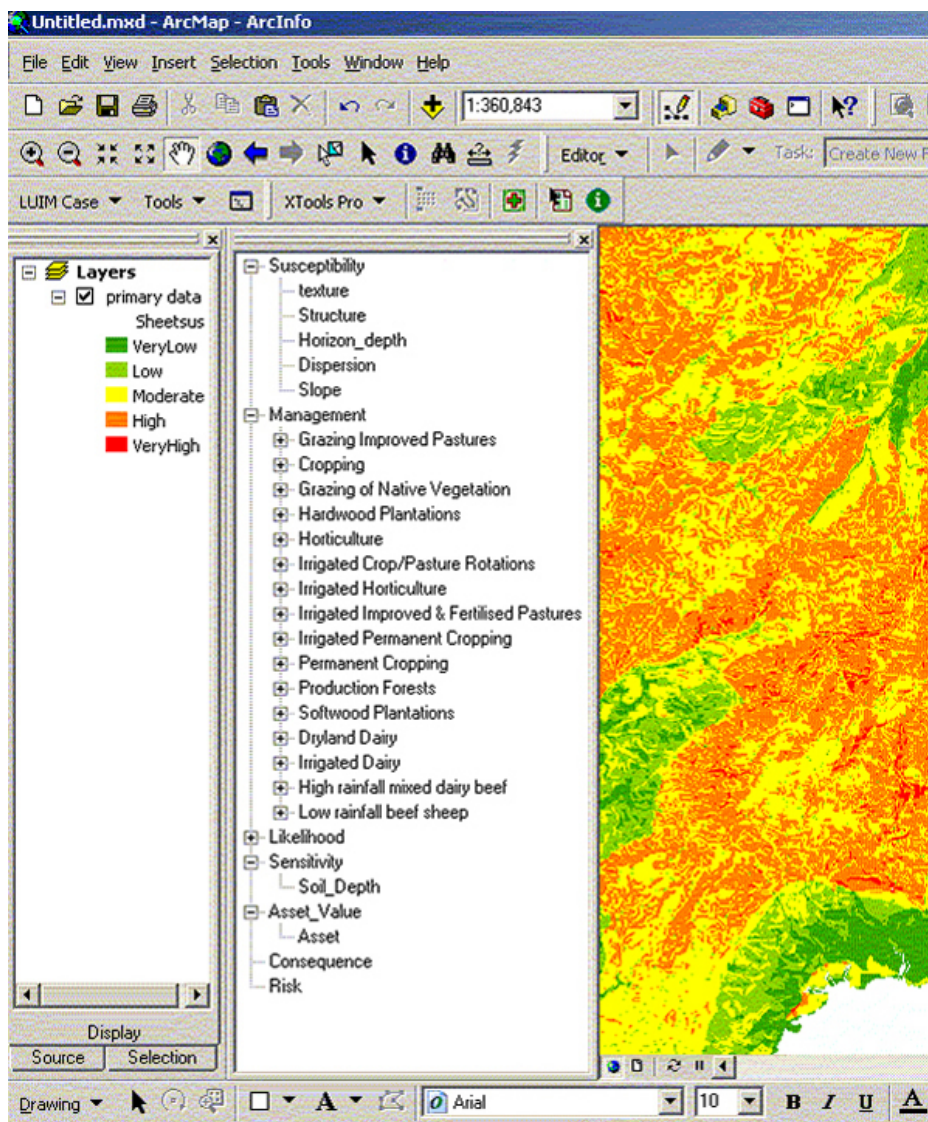 Untitled.mxd - ArcMap - ArcInfo
File Edit View Insert Selection Tools Window Help
1:360,843
Editor Task: Create New F
LUIM Case Tools XTools Pro
Layers
primary data
Sheetsus
VeryLow
Low
Moderate
High
VeryHigh
Display
Source Selection
Susceptibility
texture
Structure
Horizon_depth
Dispersion
Slope
Management
Grazing Improved Pastures
Cropping
Grazing of Native Vegetation
Hardwood Plantations
Horticulture
Irrigated Crop/Pasture Rotations
Irrigated Horticulture
Irrigated Improved & Fertilised Pastures
Irrigated Permanent Cropping
Permanent Cropping
Production Forests
Softwood Plantations
Dryland Dairy
Irrigated Dairy
High rainfall mixed dairy beef
Low rainfall beef sheep
Likelihood
Sensitivity
Soil_Depth
Asset_Value
Asset
Consequence
Risk
Drawing A Arial 10 B I U A